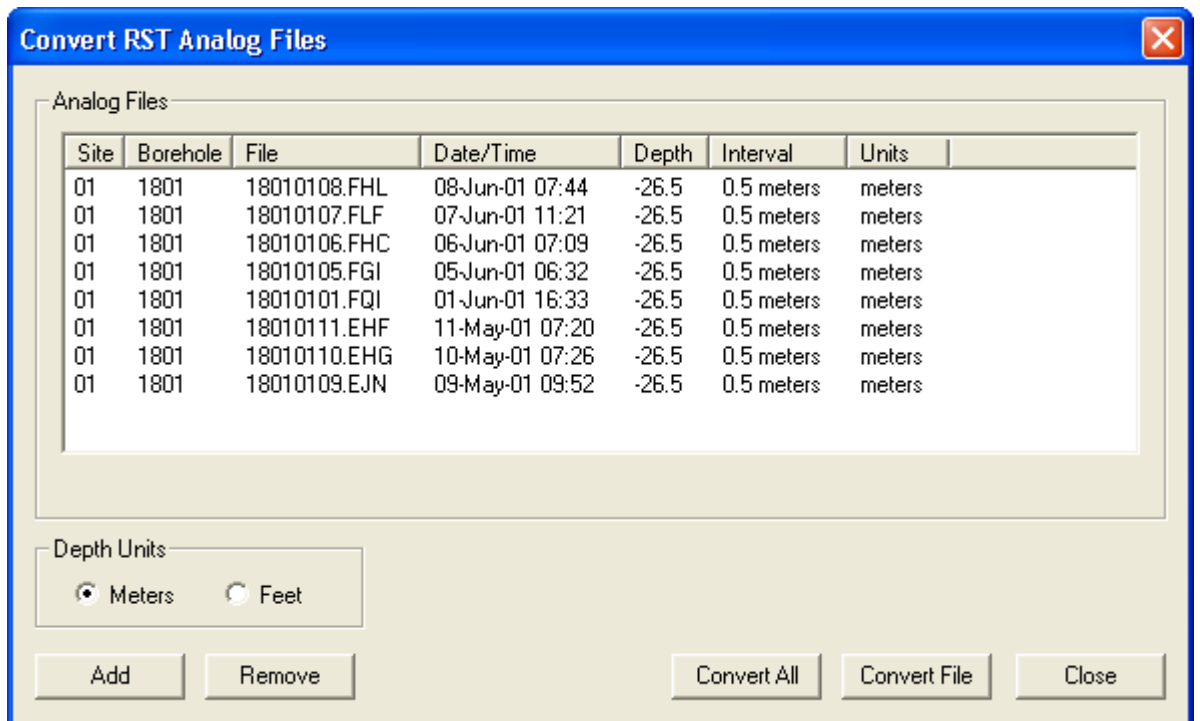 Convert RST Analog Files
Analog Files
Site Borehole File Date/Time Depth Interval Units
01 1801 18010108.FHL 08-Jun-01 07:44 -26.5 0.5 meters meters
01 1801 18010107.FLF 07-Jun-01 11:21 -26.5 0.5 meters meters
01 1801 18010106.FHC 06-Jun-01 07:09 -26.5 0.5 meters meters
01 1801 18010105.FGI 05-Jun-01 06:32 -26.5 0.5 meters meters
01 1801 18010101.FQI 01-Jun-01 16:33 -26.5 0.5 meters meters
01 1801 18010111.EHF 11-May-01 07:20 -26.5 0.5 meters meters
01 1801 18010110.EHG 10-May-01 07:26 -26.5 0.5 meters meters
01 1801 18010109.EJN 09-May-01 09:52 -26.5 0.5 meters meters
Depth Units
Meters Feet
Add Remove Convert All Convert File Close